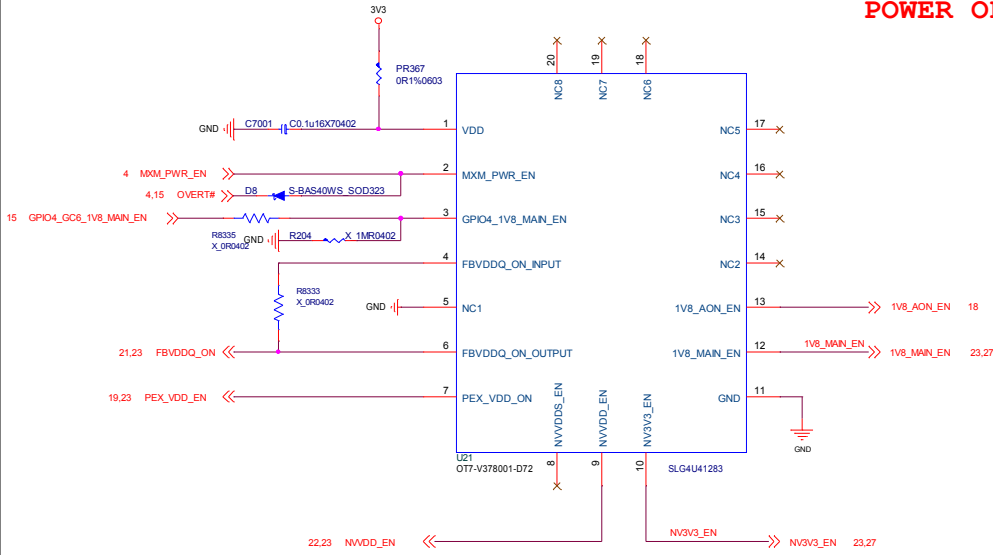 POWER O
3V3
PR367
0R1%0603
20
19
18
NC8
NC7
NC6
GND
C7001
C0.1u16X70402
1
VDD
NC5
17
4 MXM_PWR_EN
2
MXM_PWR_EN
NC4
16
4,15 OVERT#
D8
S-BAS40WS_SOD323
15 GPIO4_GC6_1V8_MAIN_EN
3
GPIO4_1V8_MAIN_EN
NC3
15
R8335
X_0R0402
GND
R204
X_1MR0402
4
FBVDDQ_ON_INPUT
NC2
14
R8333
X_0R0402
GND
5
NC1
1V8_AON_EN
13
1V8_AON_EN 18
21,23 FBVDDQ_ON
6
FBVDDQ_ON_OUTPUT
1V8_MAIN_EN
12
1V8_MAIN_EN
1V8_MAIN_EN 23,27
19,23 PEX_VDD_EN
7
PEX_VDD_ON
GND
11
GND
NVVDDS_EN
NVVDD_EN
NV3V3_EN
8
9
10
U21
OT7-V378001-D72
SLG4U41283
22,23 NVVDD_EN
NV3V3_EN
NV3V3_EN 23,27